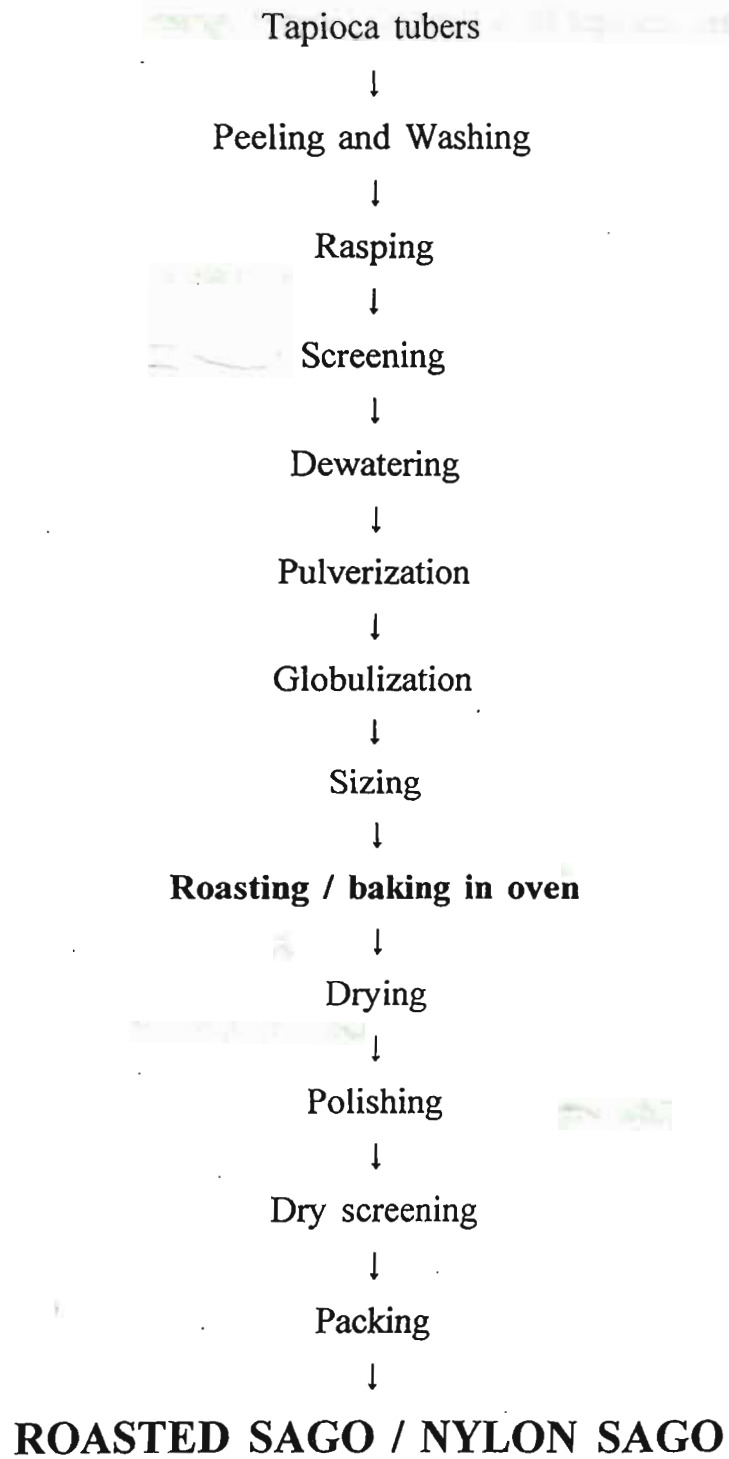 Tapioca tubers
↓
Peeling and Washing
↓
Rasping
↓
Screening
↓
Dewatering
↓
Pulverization
↓
Globulization
↓
Sizing
↓
Roasting / baking in oven
↓
Drying
↓
Polishing
↓
Dry screening
↓
Packing
↓
ROASTED SAGO / NYLON SAGO